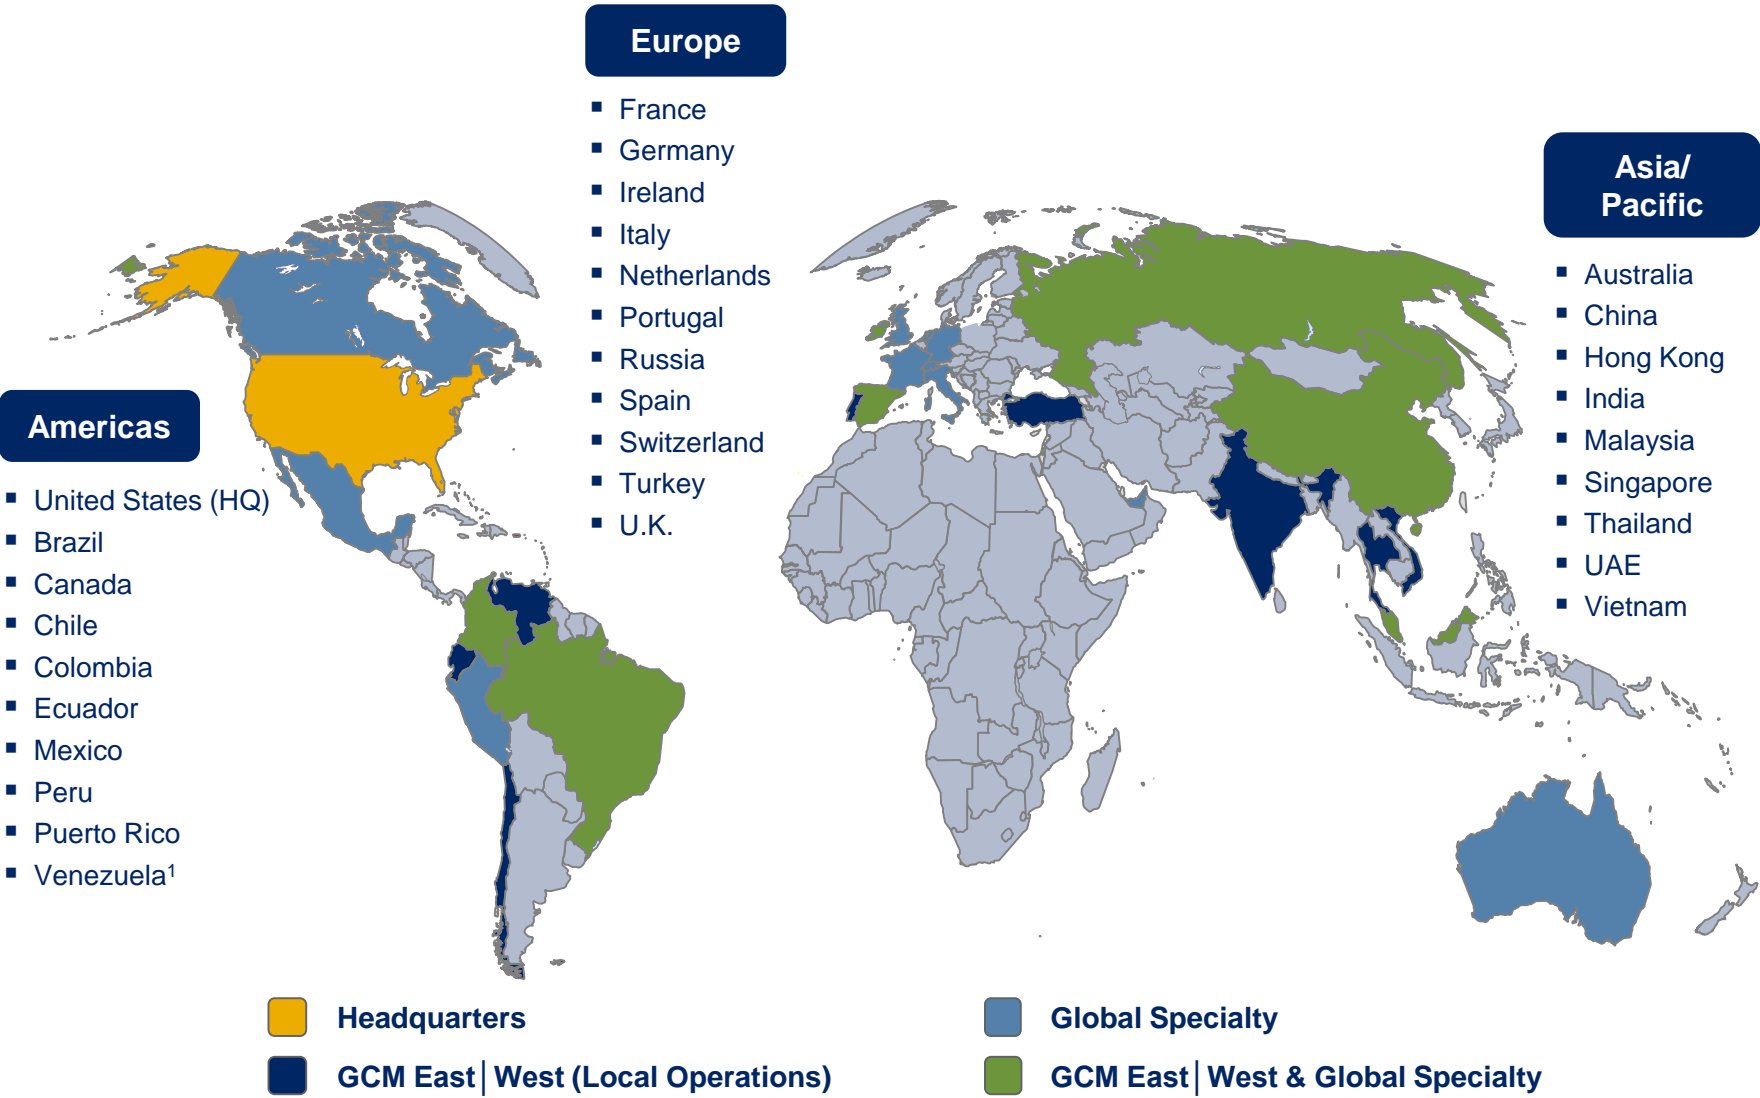 Europe
▪ France
▪ Germany
▪ Ireland
▪ Italy
▪ Netherlands
▪ Portugal
▪ Russia
▪ Spain
▪ Switzerland
▪ Turkey
▪ U.K.
Asia/
Pacific
▪ Australia
▪ China
▪ Hong Kong
▪ India
▪ Malaysia
▪ Singapore
▪ Thailand
▪ UAE
▪ Vietnam
Americas
▪ United States (HQ)
▪ Brazil
▪ Canada
▪ Chile
▪ Colombia
▪ Ecuador
▪ Mexico
▪ Peru
▪ Puerto Rico
▪ Venezuela¹
Headquarters
GCM East│West (Local Operations)
Global Specialty
GCM East│West & Global Specialty